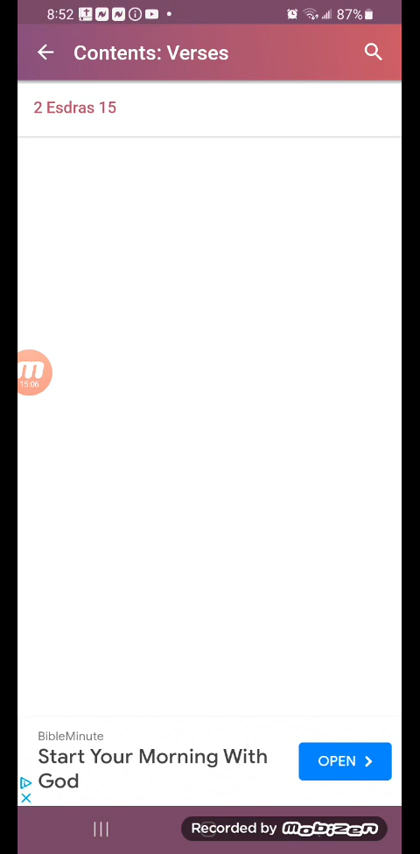 8:52
87%
Contents: Verses
2 Esdras 15
m
15:06
BibleMinute
Start Your Morning With
God
OPEN
Recorded by mobizen